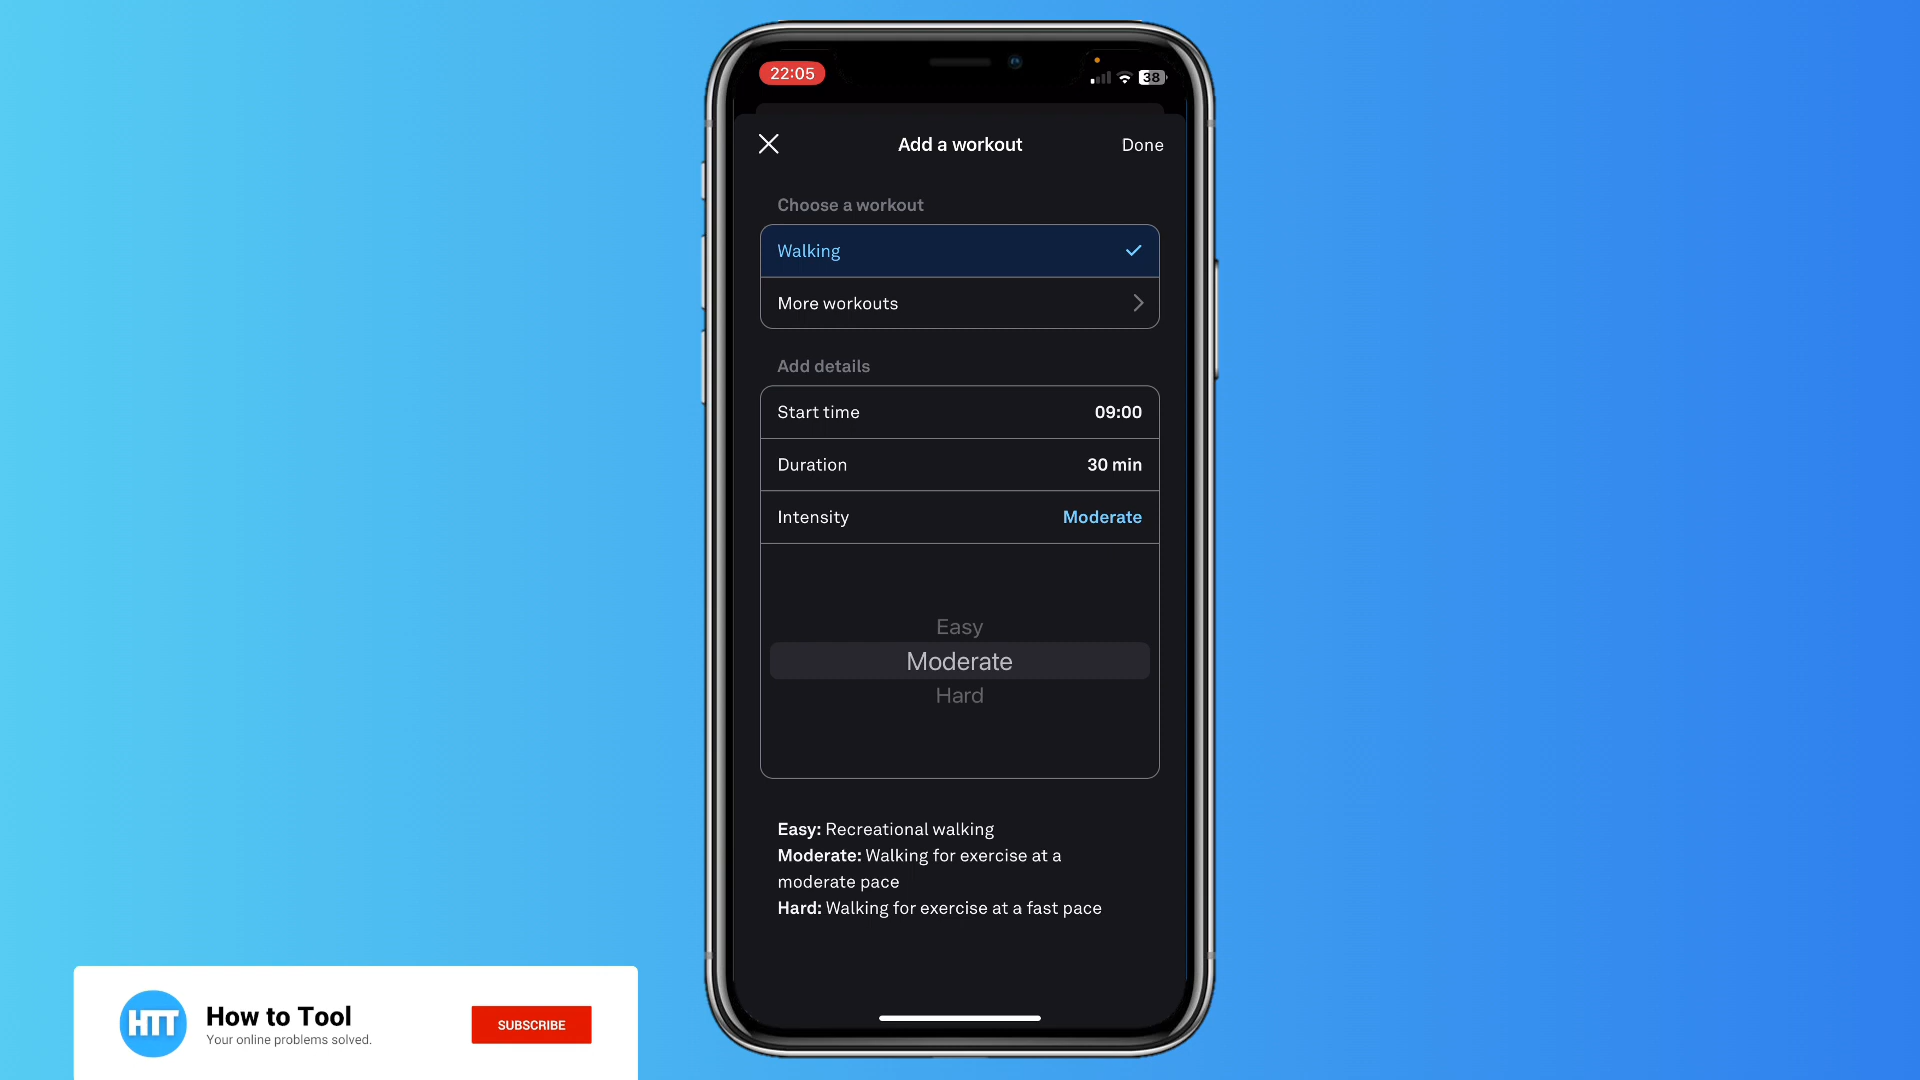 22:05
38
Add a workout
Done
Choose a workout
Walking
More workouts
Add details
Start time 09:00
Duration 30 min
Intensity Moderate
Easy
Moderate
Hard
Easy: Recreational walking
Moderate: Walking for exercise at a
moderate pace
Hard: Walking for exercise at a fast pace
HTT
How to Tool
Your online problems solved.
SUBSCRIBE